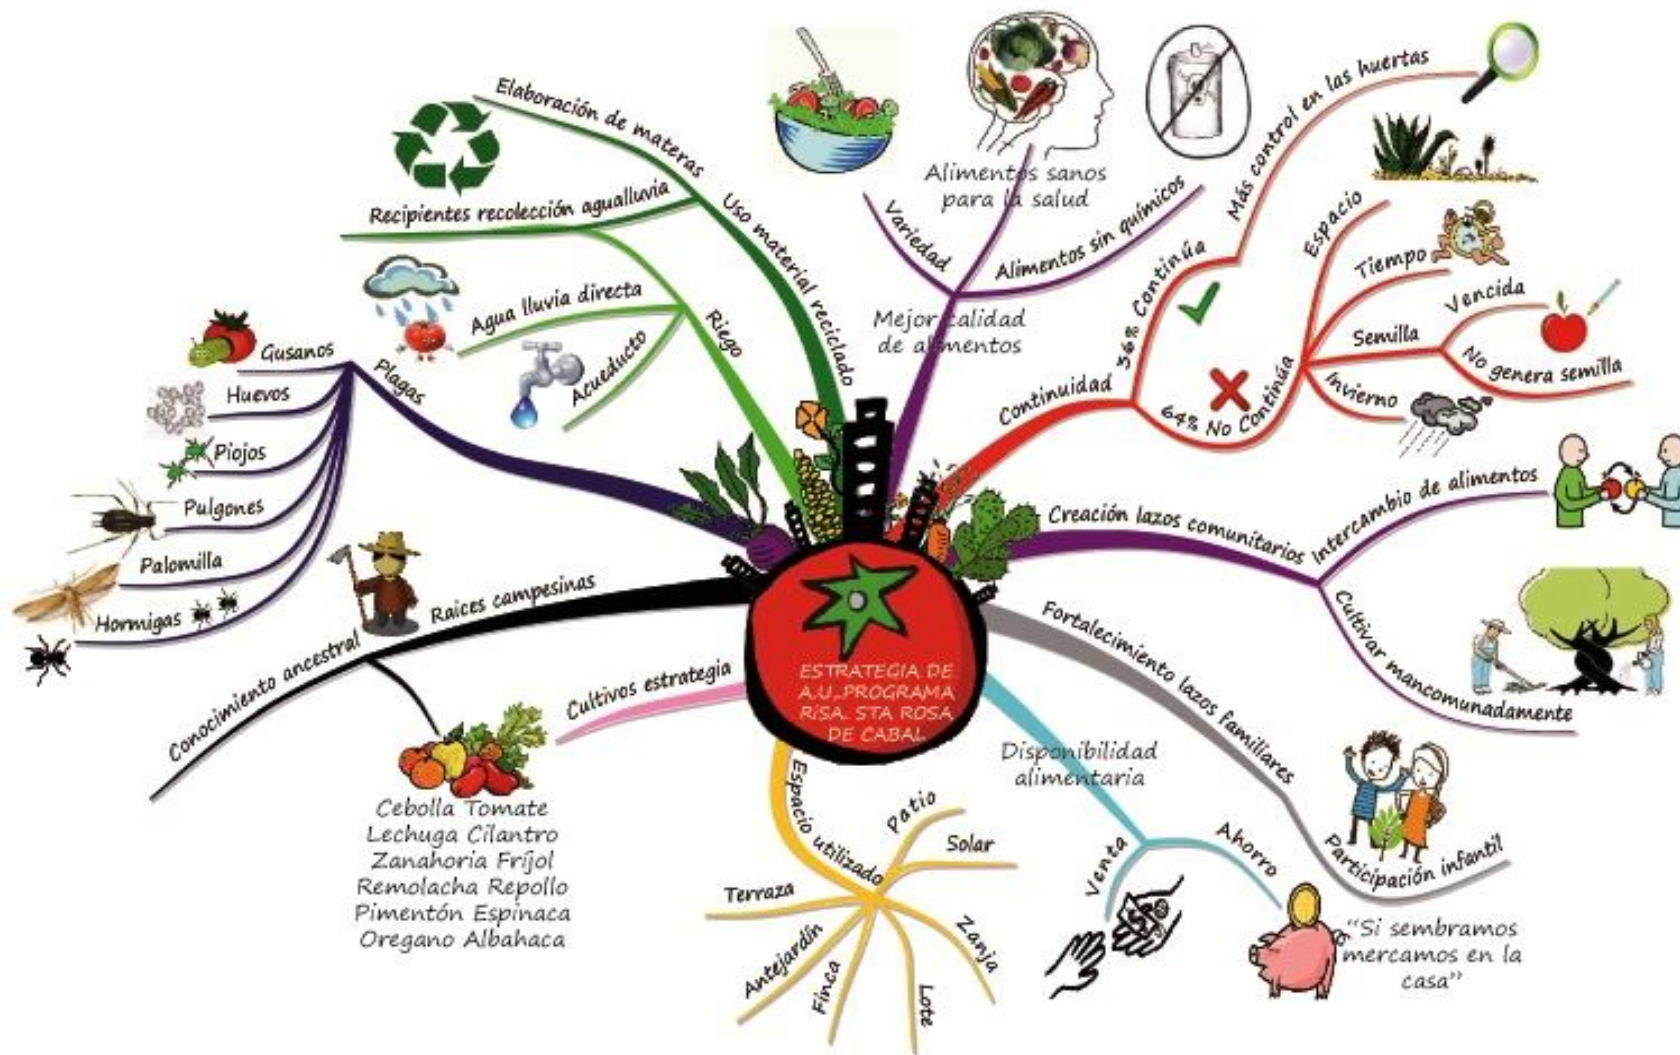 ESTRATEGIA DE
A.U. PROGRAMA
RiSA. STA ROSA
DE CABAL
Elaboración de materas
Recipientes recolección agualluvia
Uso material reciclado
Agua lluvia directa
Acueducto
Riego
Variedad
Alimentos sanos
para la salud
Alimentos sin químicos
Mejor calidad
de alimentos
Continuidad
36% Continúa
Más control en las huertas
64% No Continúa
Espacio
Tiempo
Semilla
Vencida
No genera semilla
Invierno
Creación lazos comunitarios
Intercambio de alimentos
Cultivar mancomunadamente
Fortalecimiento lazos familiares
Participación infantil
Disponibilidad
alimentaria
Venta
Ahorro
"Si sembramos
mercamos en la
casa"
Espacio utilizado
Patio
Solar
Zanja
Lote
Finca
Antejardín
Terraza
Cultivos estrategia
Raices campesinas
Conocimiento ancestral
Cebolla Tomate
Lechuga Cilantro
Zanahoria Fríjol
Remolacha Repollo
Pimentón Espinaca
Oregano Albahaca
Plagas
Gusanos
Huevos
Piojos
Pulgones
Palomilla
Hormigas